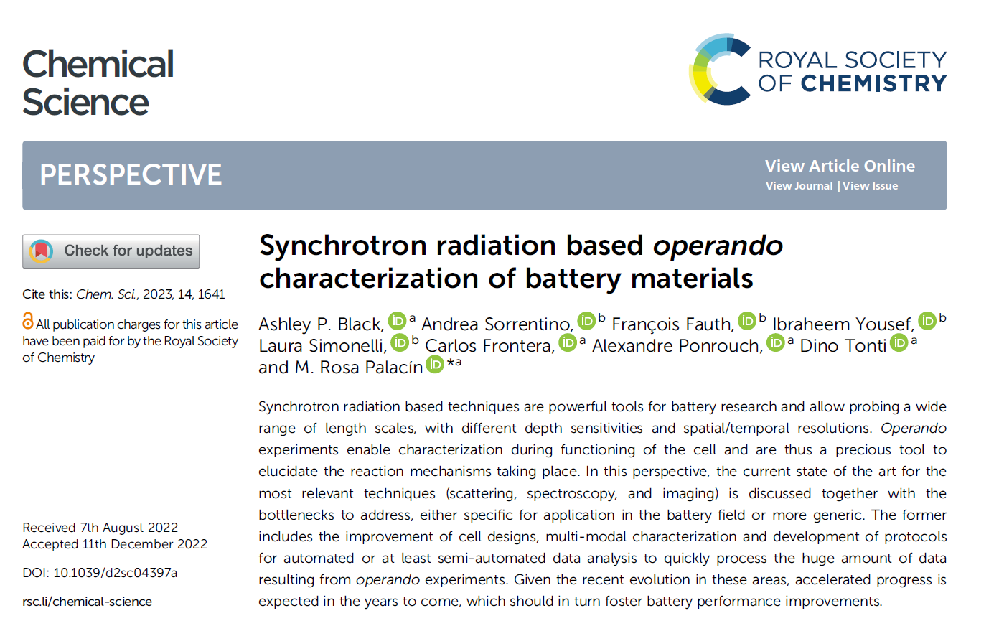 Chemical
Science
ROYAL SOCIETY
OF CHEMISTRY
PERSPECTIVE
View Article Online
View Journal | View Issue
Check for updates
Cite this: Chem. Sci., 2023, 14, 1641
All publication charges for this article
have been paid for by the Royal Society
of Chemistry
Received 7th August 2022
Accepted 11th December 2022
DOI: 10.1039/d2sc04397a
rsc.li/chemical-science
Synchrotron radiation based operando
characterization of battery materials
Ashley P. Black, iD a Andrea Sorrentino, iD b François Fauth, iD b Ibraheem Yousef, iD b
Laura Simonelli, iD b Carlos Frontera, iD a Alexandre Ponrouch, iD a Dino Tonti iD a
and M. Rosa Palacín iD *a
Synchrotron radiation based techniques are powerful tools for battery research and allow probing a wide
range of length scales, with different depth sensitivities and spatial/temporal resolutions. Operando
experiments enable characterization during functioning of the cell and are thus a precious tool to
elucidate the reaction mechanisms taking place. In this perspective, the current state of the art for the
most relevant techniques (scattering, spectroscopy, and imaging) is discussed together with the
bottlenecks to address, either specific for application in the battery field or more generic. The former
includes the improvement of cell designs, multi-modal characterization and development of protocols
for automated or at least semi-automated data analysis to quickly process the huge amount of data
resulting from operando experiments. Given the recent evolution in these areas, accelerated progress is
expected in the years to come, which should in turn foster battery performance improvements.